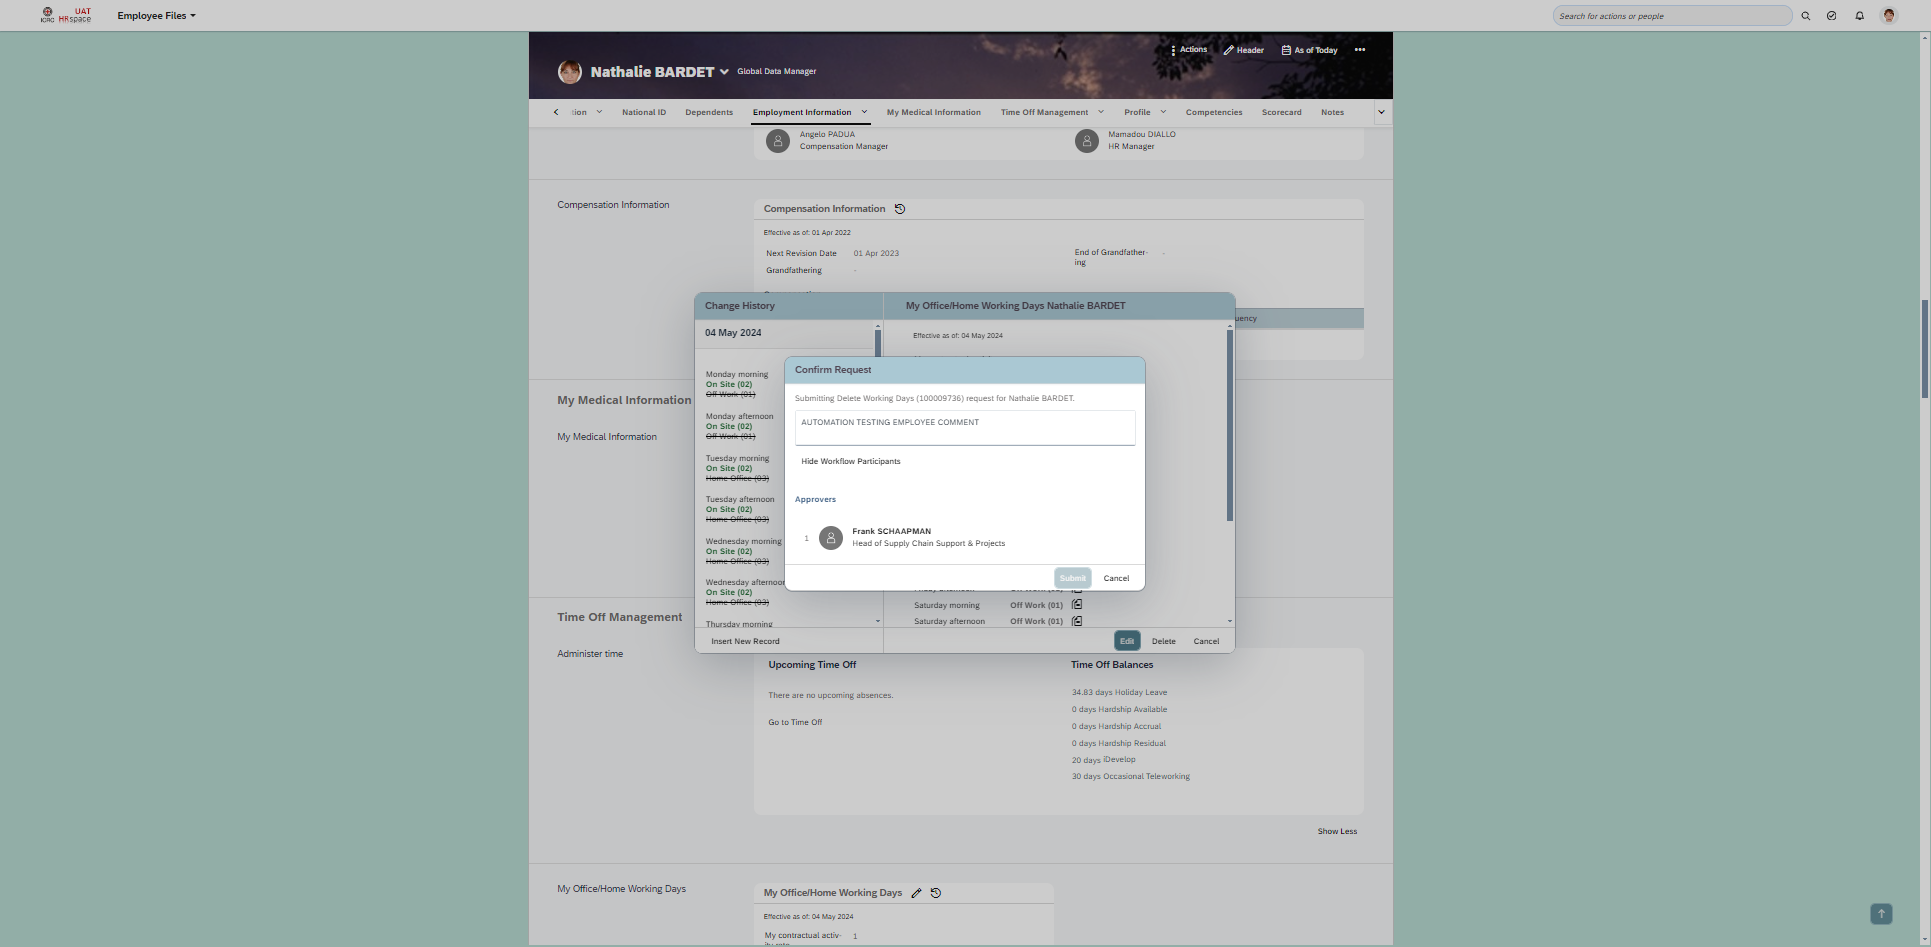 ICRC
UAT
HRspace
Employee Files
Search for actions or people
Actions
Header
As of Today
Nathalie BARDET
Global Data Manager
tion
National ID
Dependents
Employment Information
My Medical Information
Time Off Management
Profile
Competencies
Scorecard
Notes
Angelo PADUA
Compensation Manager
Mamadou DIALLO
HR Manager
Compensation Information
Compensation Information
Effective as of: 01 Apr 2022
Next Revision Date
01 Apr 2023
End of Grandfather-
ing
-
Grandfathering
-
uency
Change History
My Office/Home Working Days Nathalie BARDET
04 May 2024
Effective as of: 04 May 2024
Monday morning
On Site (02)
Off Work (01)
Monday afternoon
On Site (02)
Off Work (01)
Tuesday morning
On Site (02)
Home Office (03)
Tuesday afternoon
On Site (02)
Home Office (03)
Wednesday morning
On Site (02)
Home Office (03)
Wednesday afternoon
On Site (02)
Home Office (03)
Thursday morning
Confirm Request
Submitting Delete Working Days (100009736) request for Nathalie BARDET.
AUTOMATION TESTING EMPLOYEE COMMENT
Hide Workflow Participants
Approvers
1
Frank SCHAAPMAN
Head of Supply Chain Support & Projects
Submit
Cancel
Saturday morning
Off Work (01)
Saturday afternoon
Off Work (01)
Insert New Record
Edit
Delete
Cancel
My Medical Information
My Medical Information
Time Off Management
Administer time
Upcoming Time Off
There are no upcoming absences.
Go to Time Off
Time Off Balances
34.83 days Holiday Leave
0 days Hardship Available
0 days Hardship Accrual
0 days Hardship Residual
20 days iDevelop
30 days Occasional Teleworking
Show Less
My Office/Home Working Days
My Office/Home Working Days
Effective as of: 04 May 2024
My contractual activ-
1